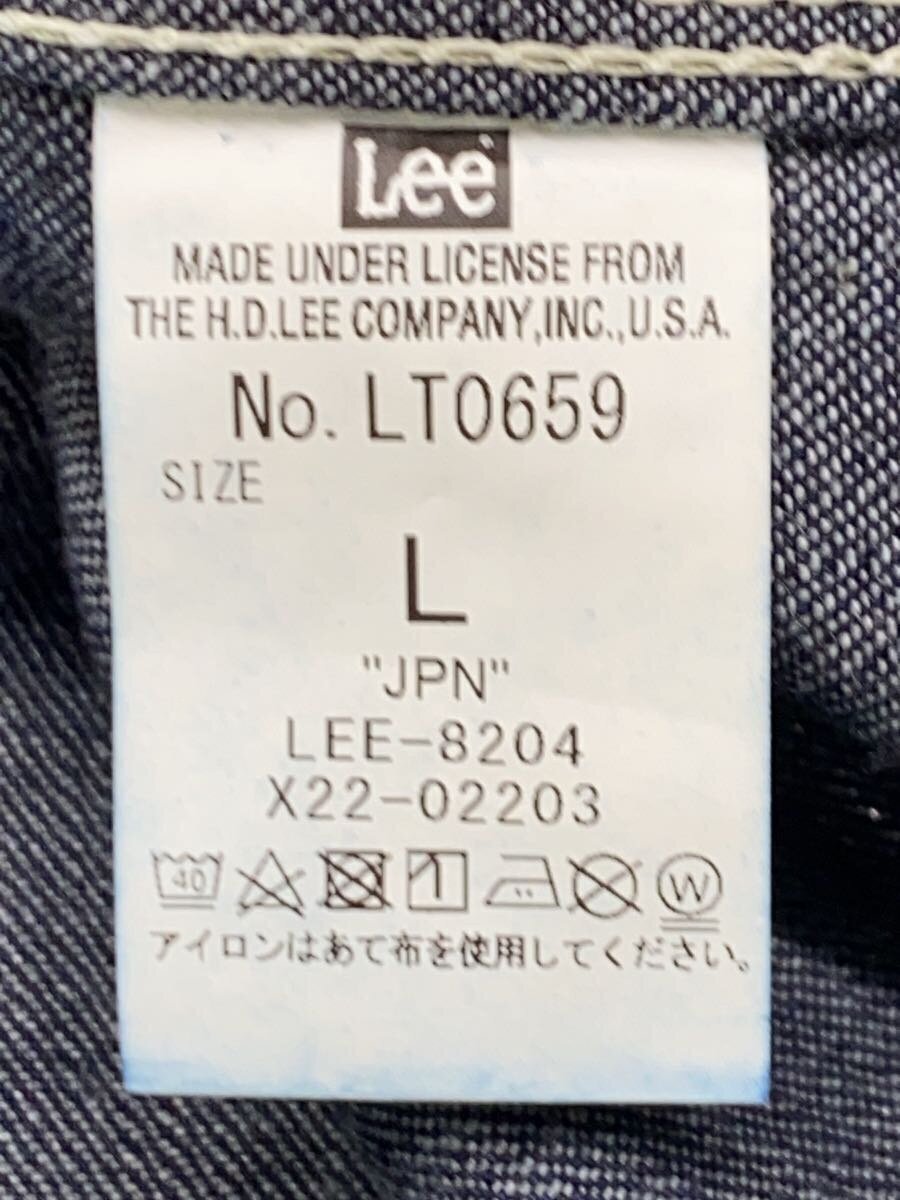 Lee
MADE UNDER LICENSE FROM
THE H.D.LEE COMPANY,INC.,U.S.A.
No. LT0659
SIZE
L
"JPN"
LEE-8204
X22-02203
40 W
アイロンはあて布を使用してください。